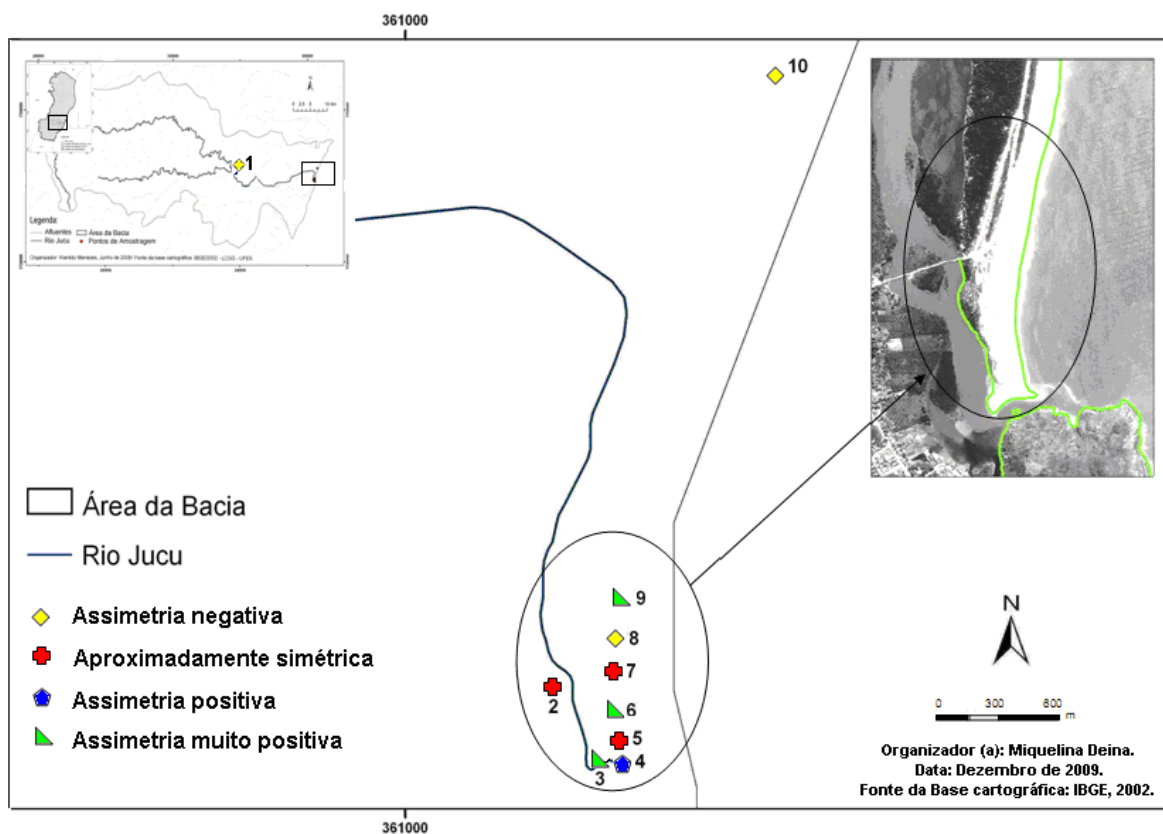 361000
10
1
Legenda:
Afluentes
Área da Bacia
Rio Jucu
Pontos de Amostragem
Área da Bacia
Rio Jucu
Assimetria negativa
Aproximadamente simétrica
Assimetria positiva
Assimetria muito positiva
9
8
7
2
6
5
4
3
N
0 300 600 m
Organizador (a): Miquelina Deina.
Data: Dezembro de 2009.
Fonte da Base cartográfica: IBGE, 2002.
361000